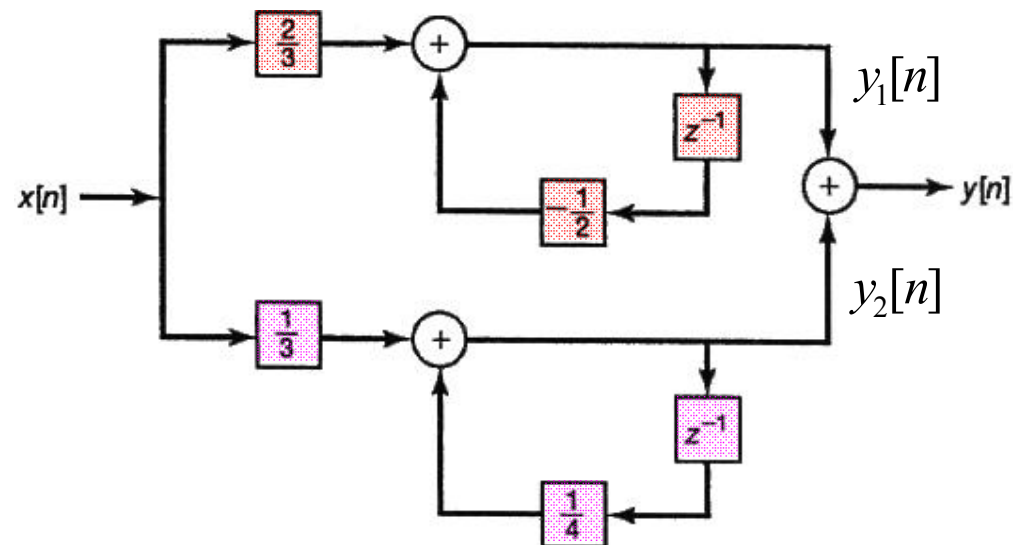 2/3
+
y₁[n]
z⁻¹
x[n]
-1/2
+
y[n]
y₂[n]
1/3
+
z⁻¹
1/4